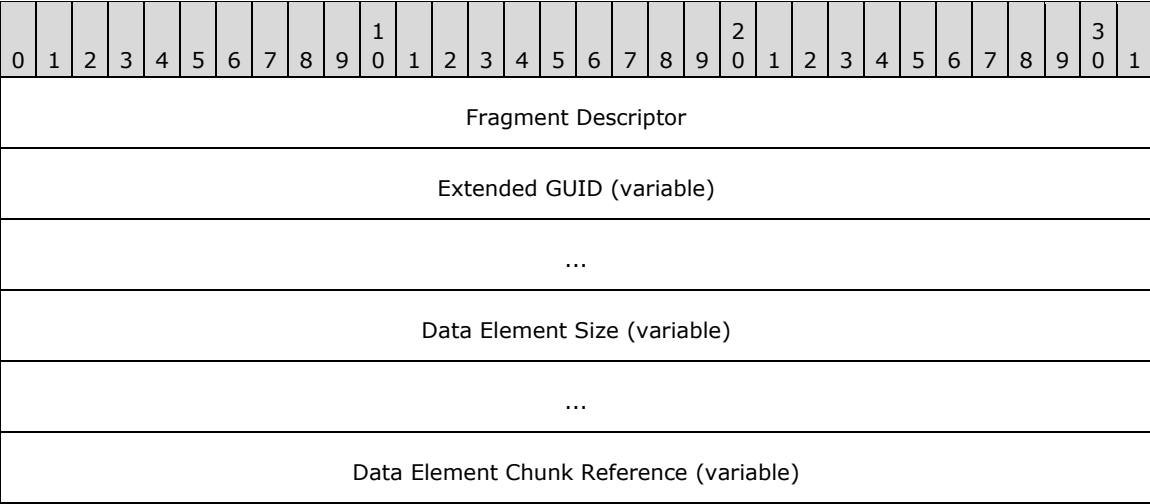 1 2 3
0 1 2 3 4 5 6 7 8 9 0 1 2 3 4 5 6 7 8 9 0 1 2 3 4 5 6 7 8 9 0 1
Fragment Descriptor
Extended GUID (variable)
...
Data Element Size (variable)
...
Data Element Chunk Reference (variable)